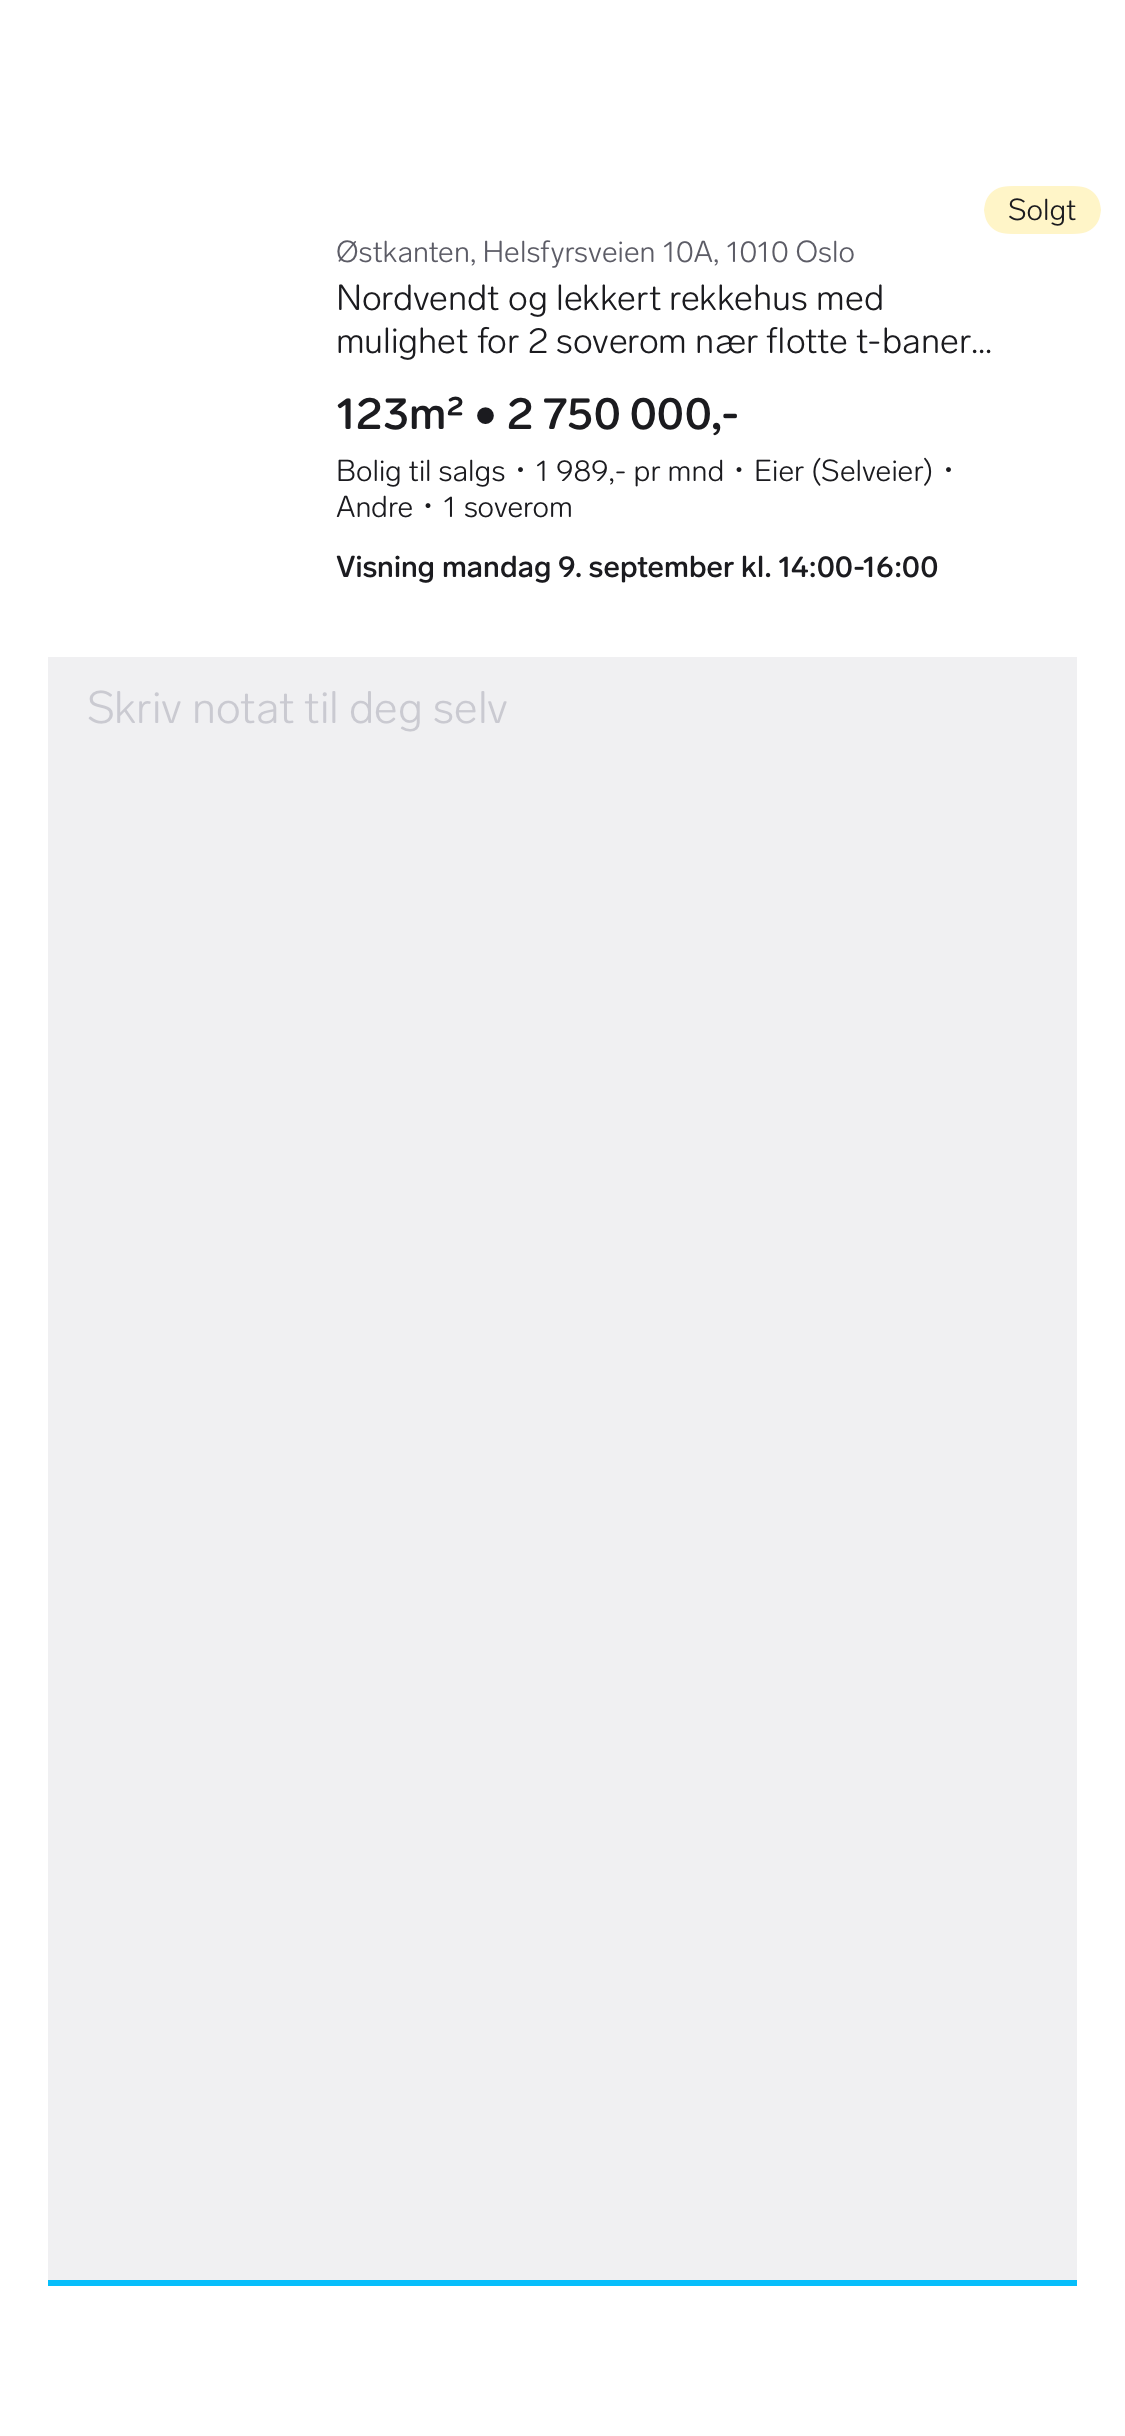 Solgt
Østkanten, Helsfyrsveien 10A, 1010 Oslo
Nordvendt og lekkert rekkehus med
mulighet for 2 soverom nær flotte t-baner...
123m² • 2 750 000,-
Bolig til salgs・1 989,- pr mnd・Eier (Selveier)・
Andre・1 soverom
Visning mandag 9. september kl. 14:00-16:00
Skriv notat til deg selv